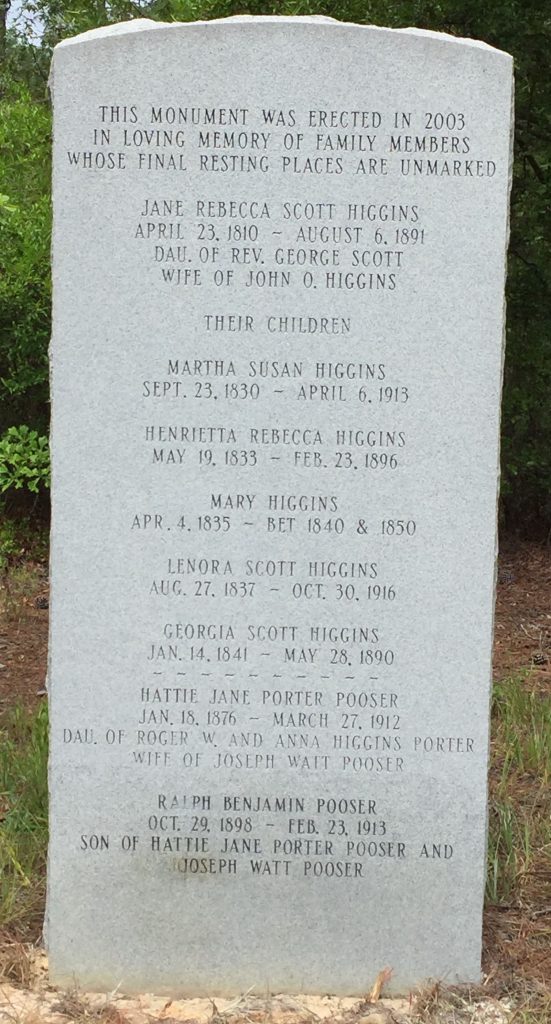 THIS MONUMENT WAS ERECTED IN 2003
IN LOVING MEMORY OF FAMILY MEMBERS
WHOSE FINAL RESTING PLACES ARE UNMARKED
JANE REBECCA SCOTT HIGGINS
APRIL 23, 1810 ~ AUGUST 6, 1891
DAU. OF REV. GEORGE SCOTT
WIFE OF JOHN O. HIGGINS
THEIR CHILDREN
MARTHA SUSAN HIGGINS
SEPT. 23, 1830 ~ APRIL 6, 1913
HENRIETTA REBECCA HIGGINS
MAY 19, 1833 ~ FEB. 23, 1896
MARY HIGGINS
APR. 4, 1835 ~ BET 1840 & 1850
LENORA SCOTT HIGGINS
AUG. 27, 1837 ~ OCT. 30, 1916
GEORGIA SCOTT HIGGINS
JAN. 14, 1841 ~ MAY 28, 1890
~ ~ ~ ~ ~ ~ ~ ~ ~ ~
HATTIE JANE PORTER POOSER
JAN. 18, 1876 ~ MARCH 27, 1912
DAU. OF ROGER W. AND ANNA HIGGINS PORTER
WIFE OF JOSEPH WATT POOSER
RALPH BENJAMIN POOSER
OCT. 29, 1898 ~ FEB. 23, 1913
SON OF HATTIE JANE PORTER POOSER AND
JOSEPH WATT POOSER